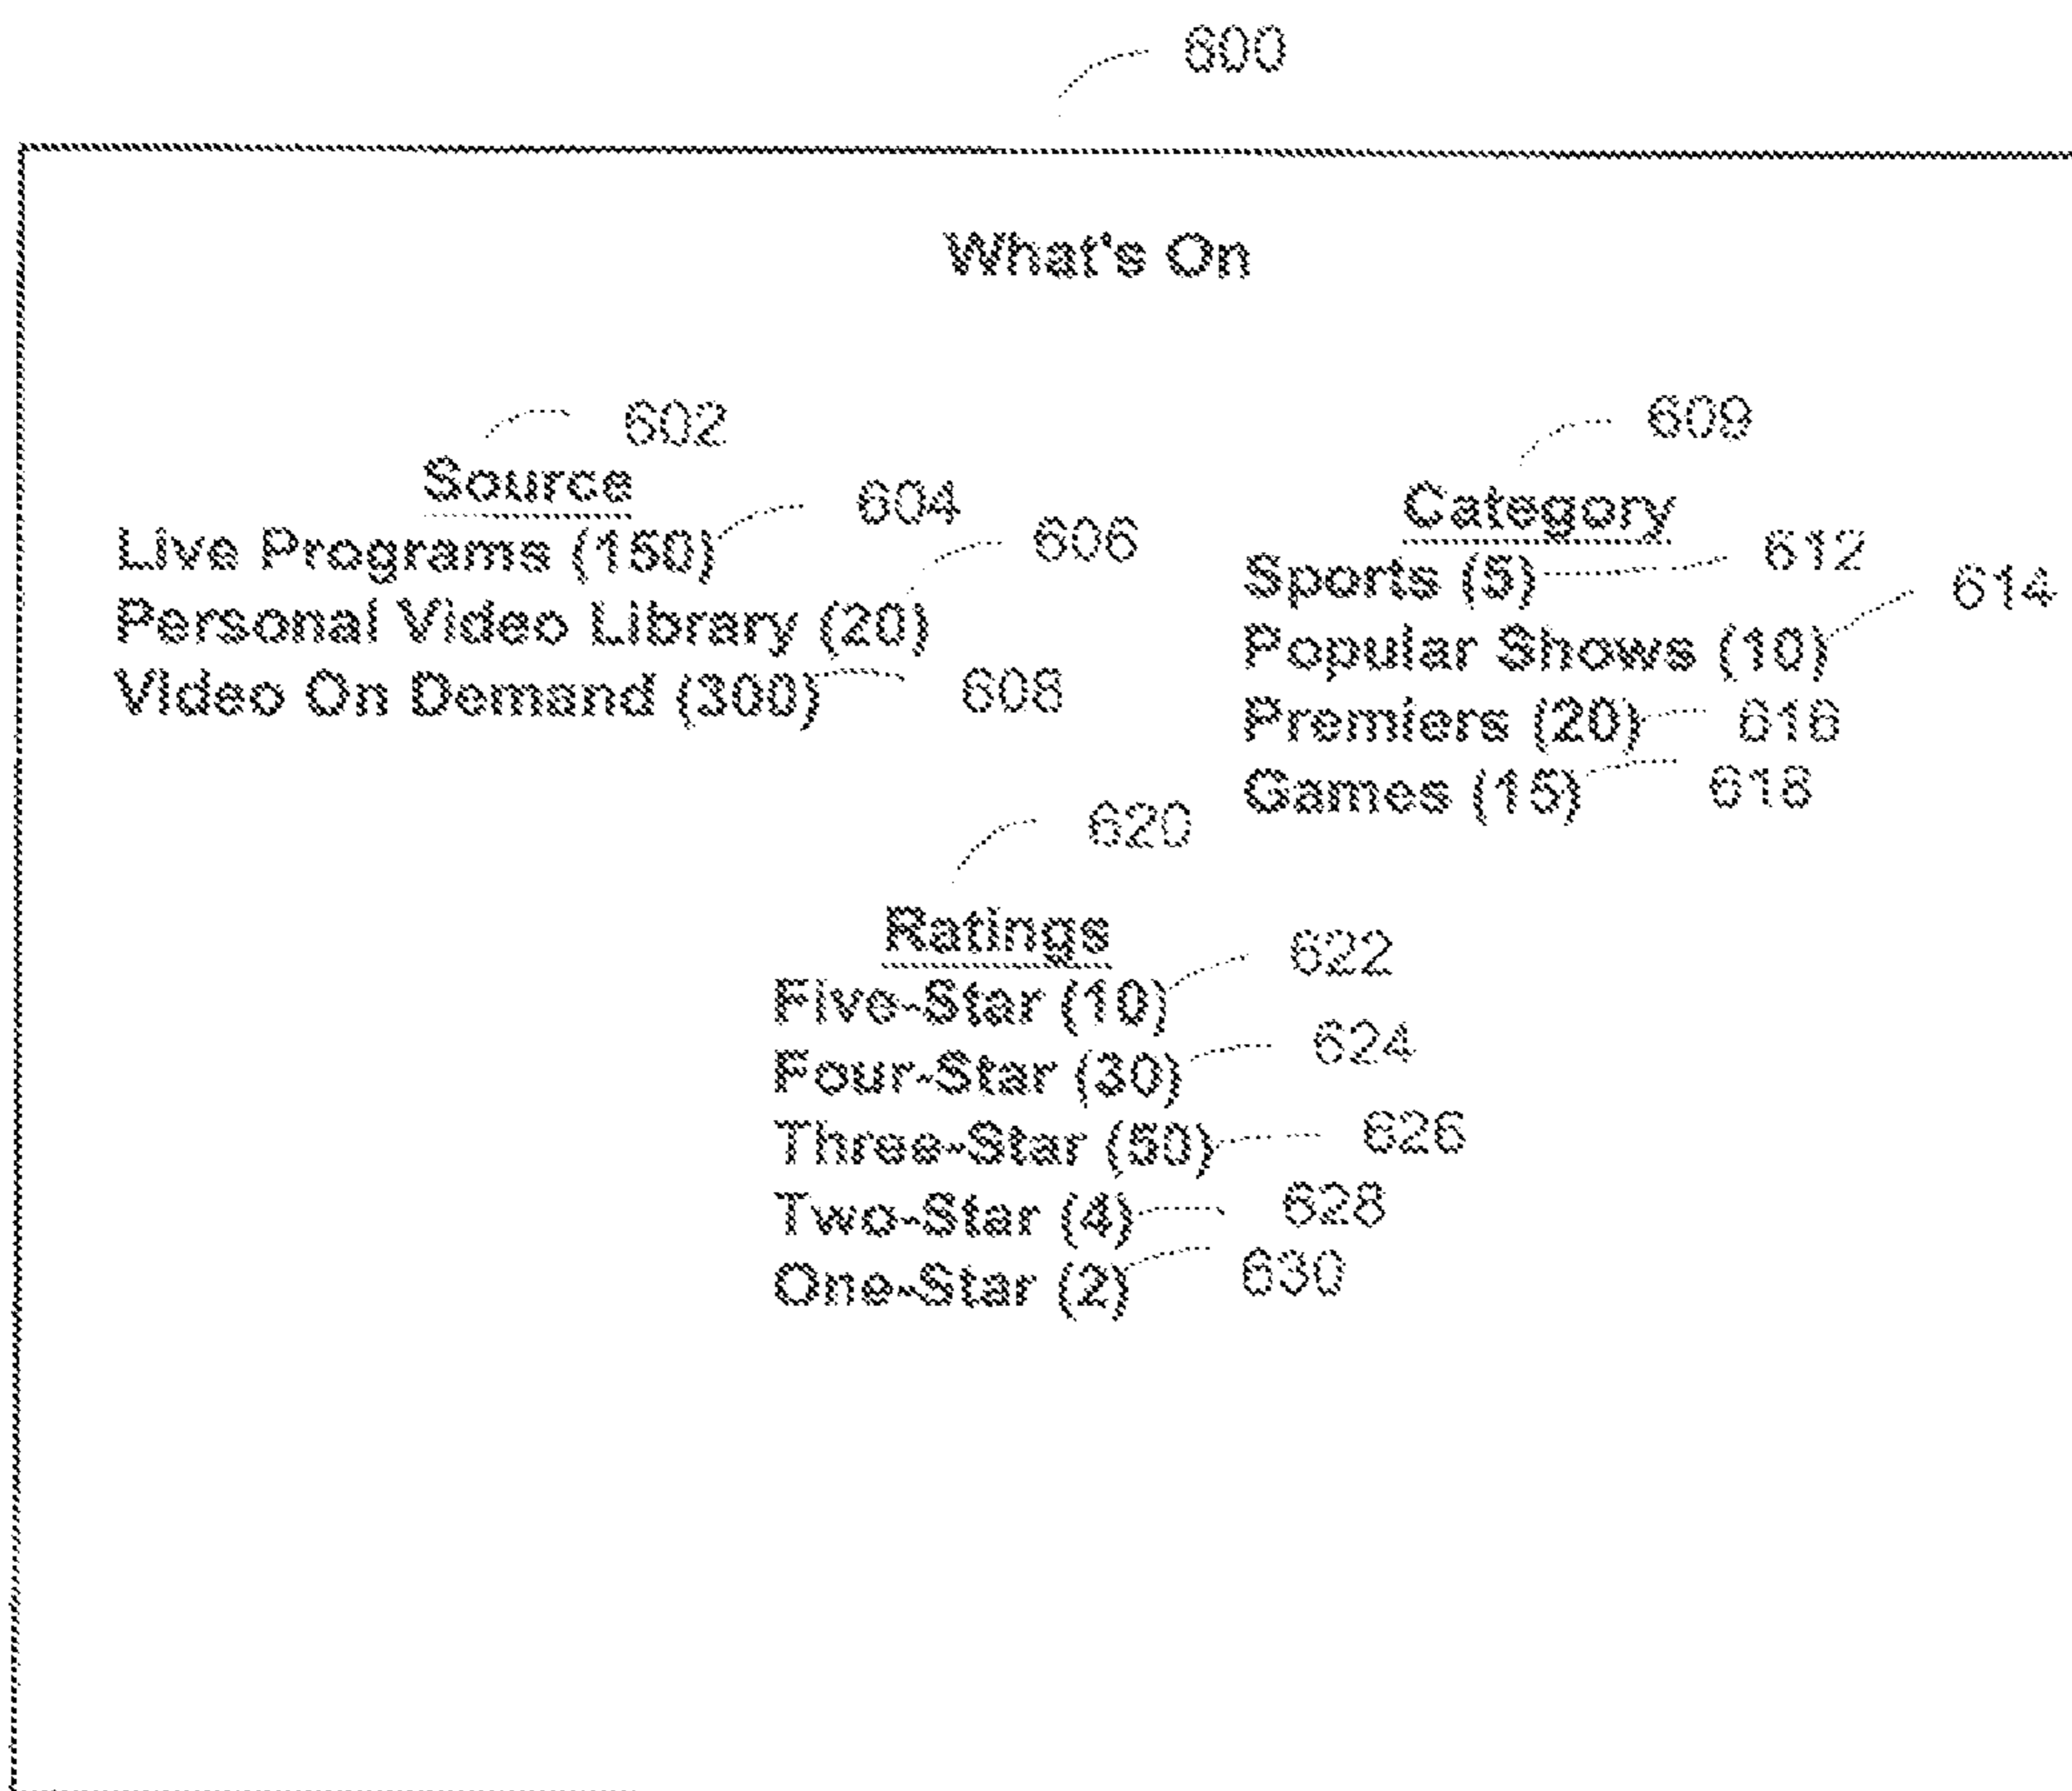 600
What's On
602
Source
Live Programs (150) 604
Personal Video Library (20) 606
Video On Demand (300) 608
609
Category
Sports (5) 612
Popular Shows (10) 614
Premiers (20) 616
Games (15) 618
620
Ratings
Five-Star (10) 622
Four-Star (30) 624
Three-Star (50) 626
Two-Star (4) 628
One-Star (2) 630